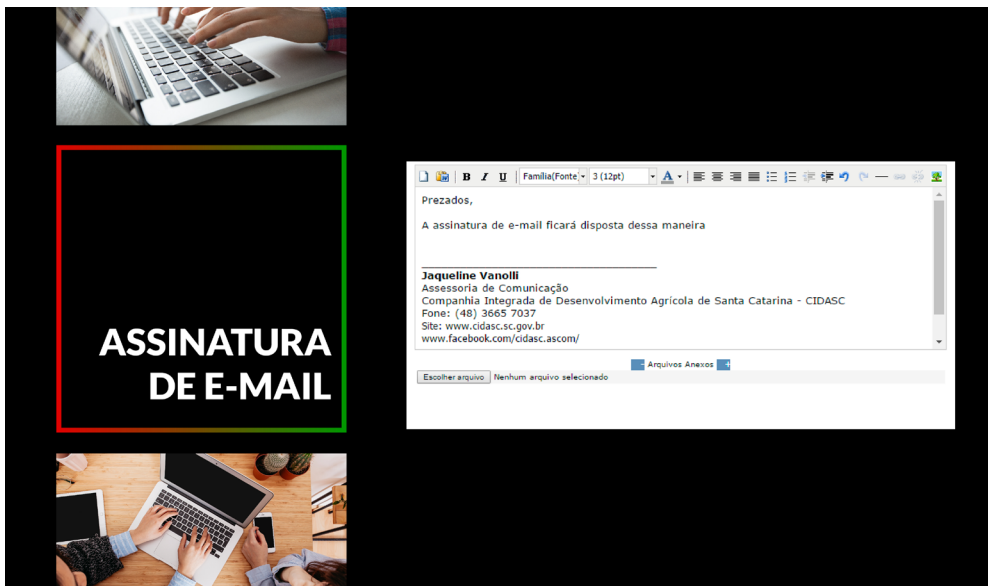 ASSINATURA
DE E-MAIL
B I U Família(Fonte) 3 (12pt) A
Prezados,
A assinatura de e-mail ficará disposta dessa maneira
Jaqueline Vanolli
Assessoria de Comunicação
Companhia Integrada de Desenvolvimento Agrícola de Santa Catarina - CIDASC
Fone: (48) 3665 7037
Site: www.cidasc.sc.gov.br
www.facebook.com/cidasc.ascom/
- Arquivos Anexos +
Escolher arquivo Nenhum arquivo selecionado